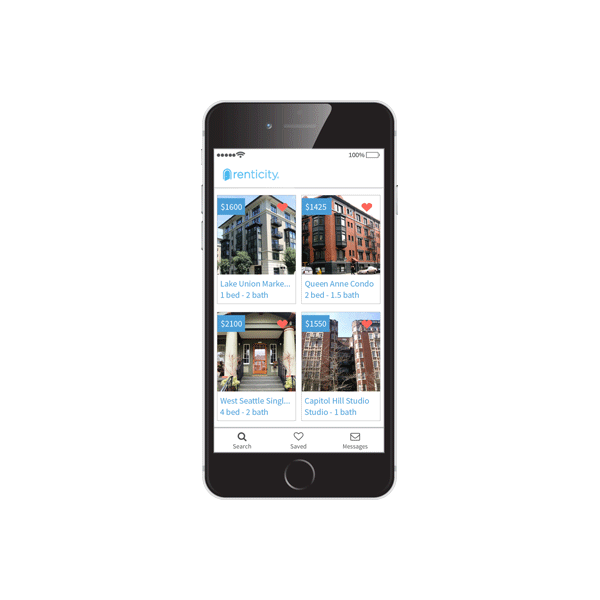 100%
renticity.
$1600
$1425
Lake Union Marke...
1 bed - 2 bath
Queen Anne Condo
2 bed - 1.5 bath
$2100
$1550
West Seattle Singl...
4 bed - 2 bath
Capitol Hill Studio
Studio - 1 bath
Search
Saved
Messages